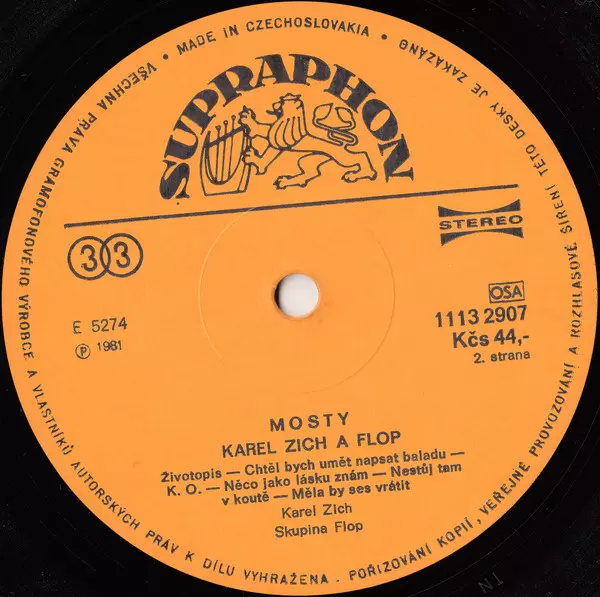 MADE IN CZECHOSLOVAKIA • VŠECHNA PRÁVA GRAMOFONOVÉHO VÝROBCE A VLASTNÍKŮ AUTORSKÝCH PRÁV K DÍLU VYHRAŽENA. • POŘIZOVÁNÍ KOPIÍ, VEŘEJNÉ PROVOZOVÁNÍ A ROZHLASOVÉ ŠÍŘENÍ TÉTO DESKY JE ZAKÁZÁNO •
SUPRAPHON
STEREO
33
OSA
E 5274
1113 2907
Ⓟ 1981
Kčs 44,-
2. strana
MOSTY
KAREL ZICH A FLOP
Životopis — Chtěl bych umět napsat baladu —
K. O. — Něco jako lásku znám — Nestůj tam
v koutě — Měla by ses vrátit
Karel Zich
Skupina Flop